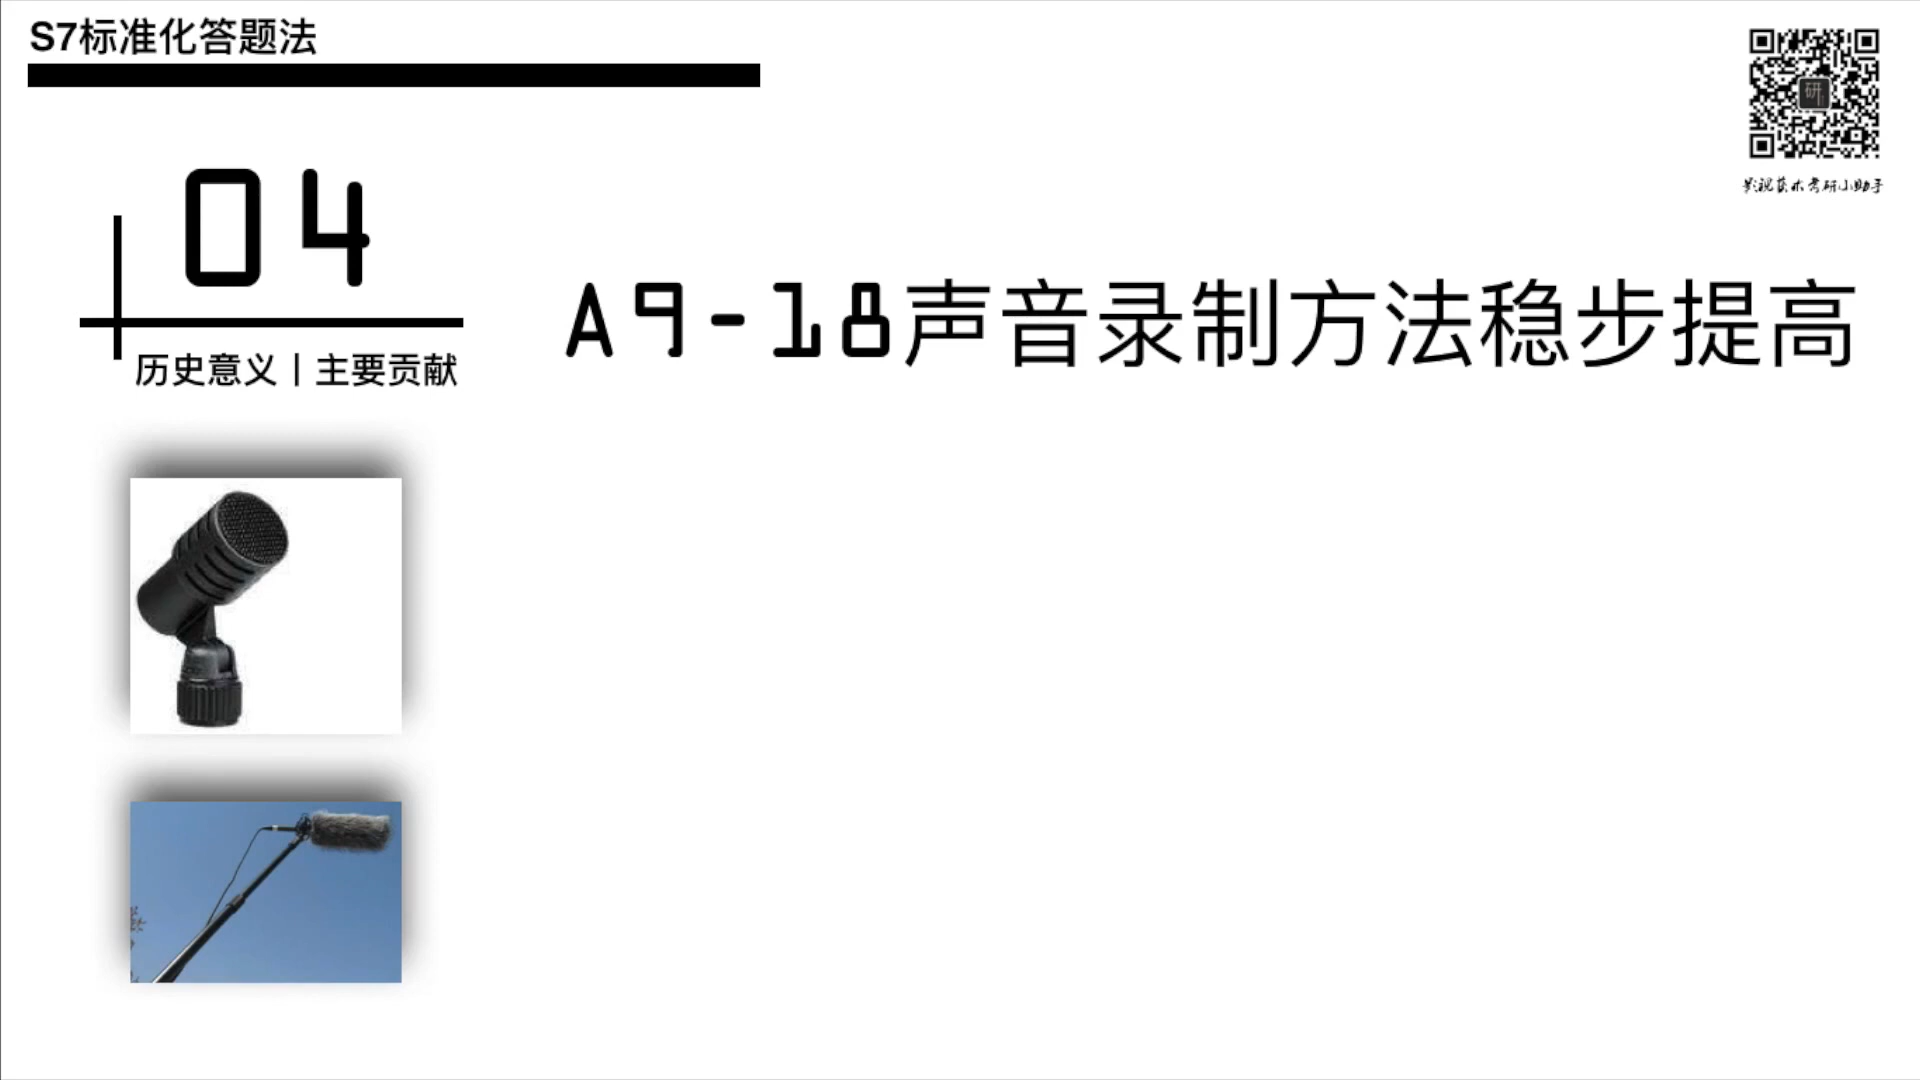 S7标准化答题法
研
影视艺术考研小助手
04
A9-18声音录制方法稳步提高
历史意义 | 主要贡献